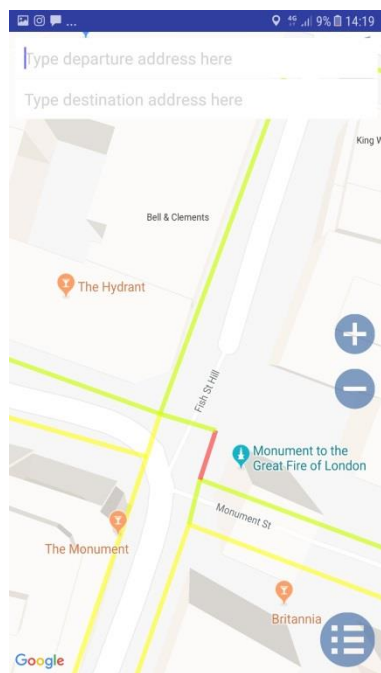 ... 4G 9% 14:19
Type departure address here
Type destination address here
King W
Bell & Clements
The Hydrant
Fish St Hill
Monument to the
Great Fire of London
Monument St
The Monument
Britannia
Google